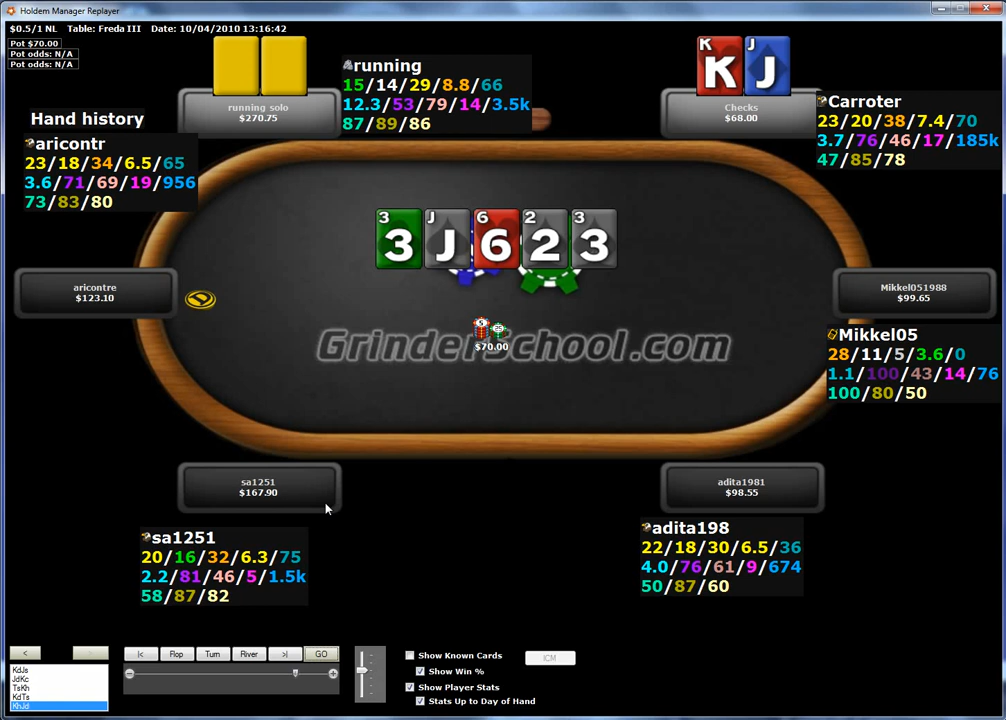 Holdem Manager Replayer
$0.5/1 NL Table: Freda III Date: 10/04/2010 13:16:42
Pot $70.00
Pot odds: N/A
Pot odds: N/A
running solo
$270.75
running
15/14/29/8.8/66
12.3/53/79/14/3.5k
87/89/86
K K
J J
Checks
$68.00
Carroter
23/20/38/7.4/70
3.7/76/46/17/185k
47/85/78
Hand history
aricontr
23/18/34/6.5/65
3.6/71/69/19/956
73/83/80
3 J 6 2 3
3 J 6 2 3
aricontre
$123.10
Mikkel051988
$99.65
$70.00
GrinderSchool.com
Mikkel05
28/11/5/3.6/0
1.1/100/43/14/76
100/80/50
sa1251
$167.90
adita1981
$98.55
sa1251
20/16/32/6.3/75
2.2/81/46/5/1.5k
58/87/82
adita198
22/18/30/6.5/36
4.0/76/61/9/674
50/87/60
<
|< Flop Turn River >| GO
KdJs
JdKc
TsKh
KdTs
KhJd
Show Known Cards
Show Win %
Show Player Stats
Stats Up to Day of Hand
ICM